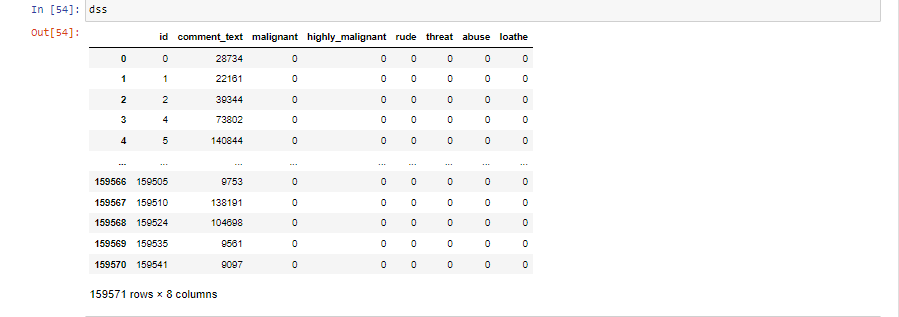 In [54]: dss
Out[54]:
id comment_text malignant highly_malignant rude threat abuse loathe
0 0 28734 0 0 0 0 0 0
1 1 22161 0 0 0 0 0 0
2 2 39344 0 0 0 0 0 0
3 4 73802 0 0 0 0 0 0
4 5 140844 0 0 0 0 0 0
... ... ... ... ... ... ... ... ...
159566 159505 9753 0 0 0 0 0 0
159567 159510 138191 0 0 0 0 0 0
159568 159524 104698 0 0 0 0 0 0
159569 159535 9561 0 0 0 0 0 0
159570 159541 9097 0 0 0 0 0 0
159571 rows × 8 columns